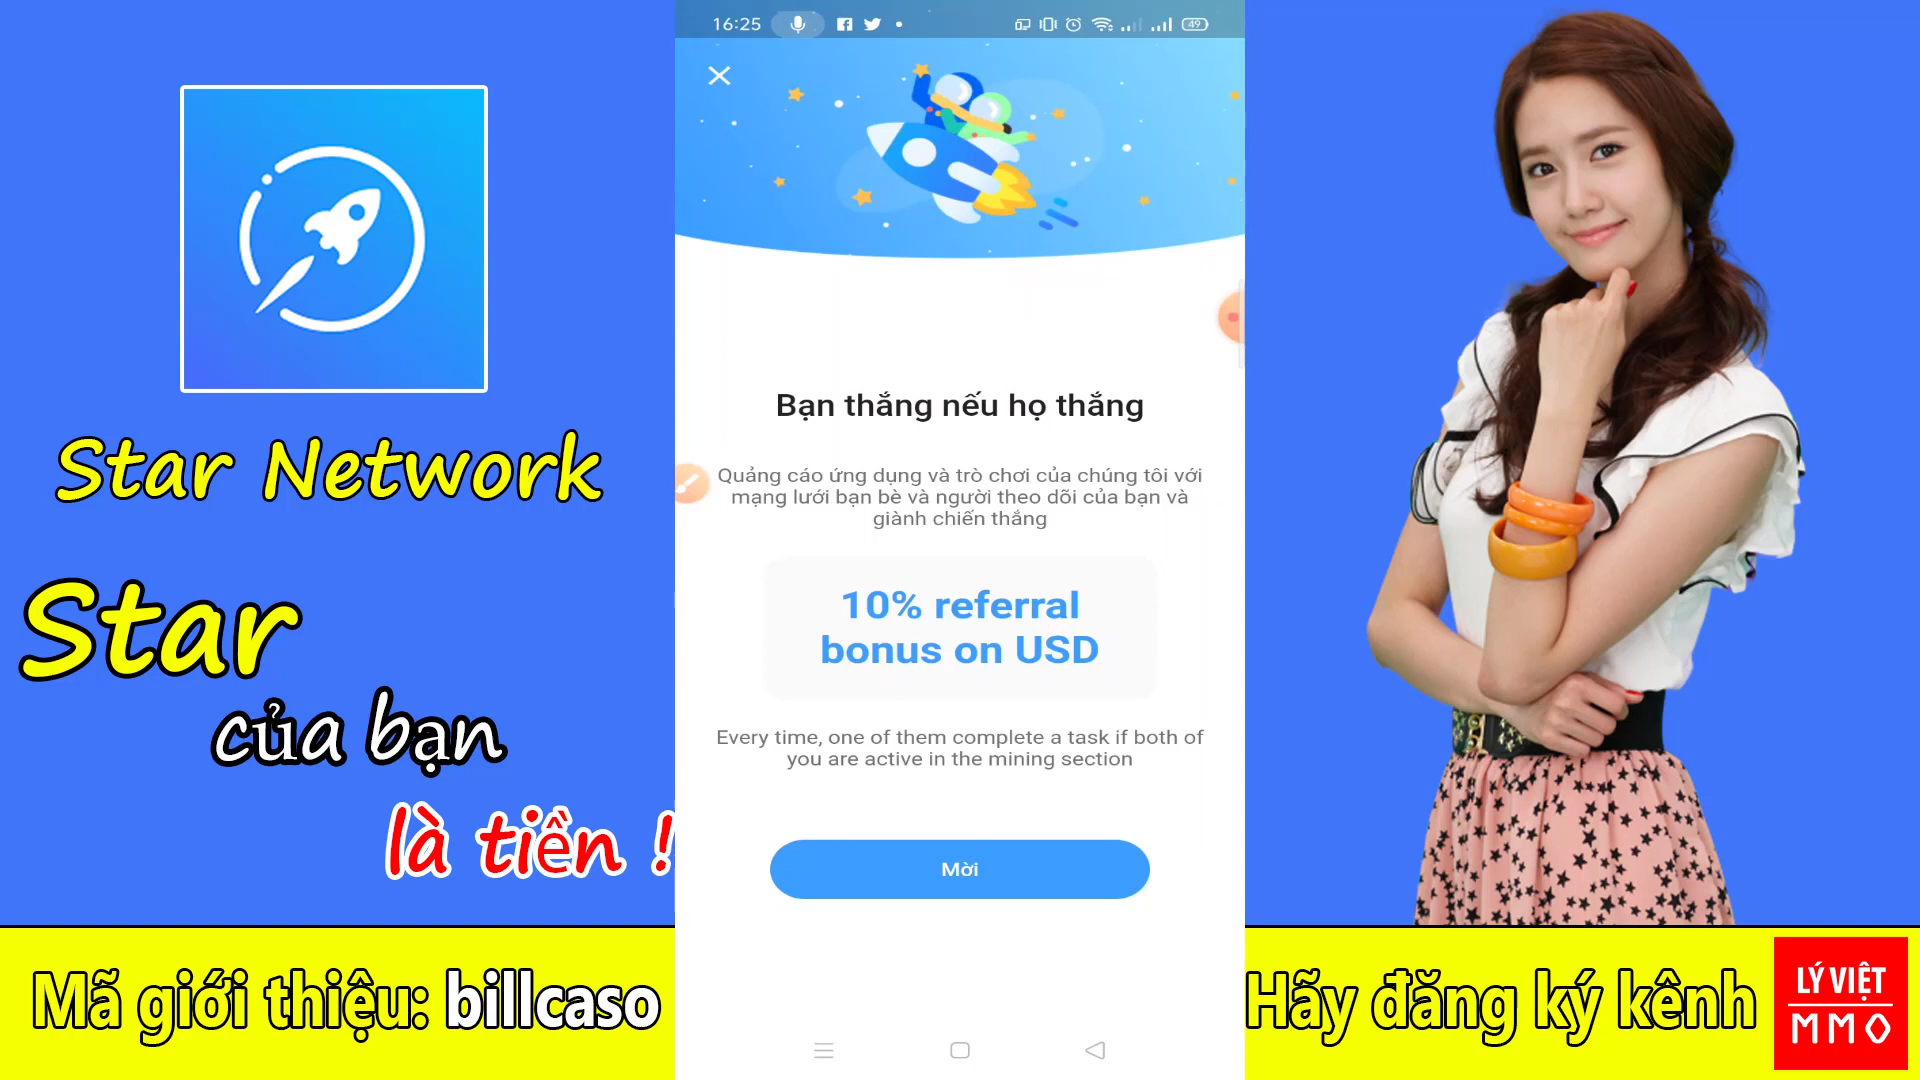 Star Network
Star
của bạn
là tiền !
Mã giới thiệu: billcaso
16:25
49
Bạn thắng nếu họ thắng
Quảng cáo ứng dụng và trò chơi của chúng tôi với
mạng lưới bạn bè và người theo dõi của bạn và
giành chiến thắng
10% referral
bonus on USD
Every time, one of them complete a task if both of
you are active in the mining section
Mời
Hãy đăng ký kênh
LÝ VIỆT
MMO